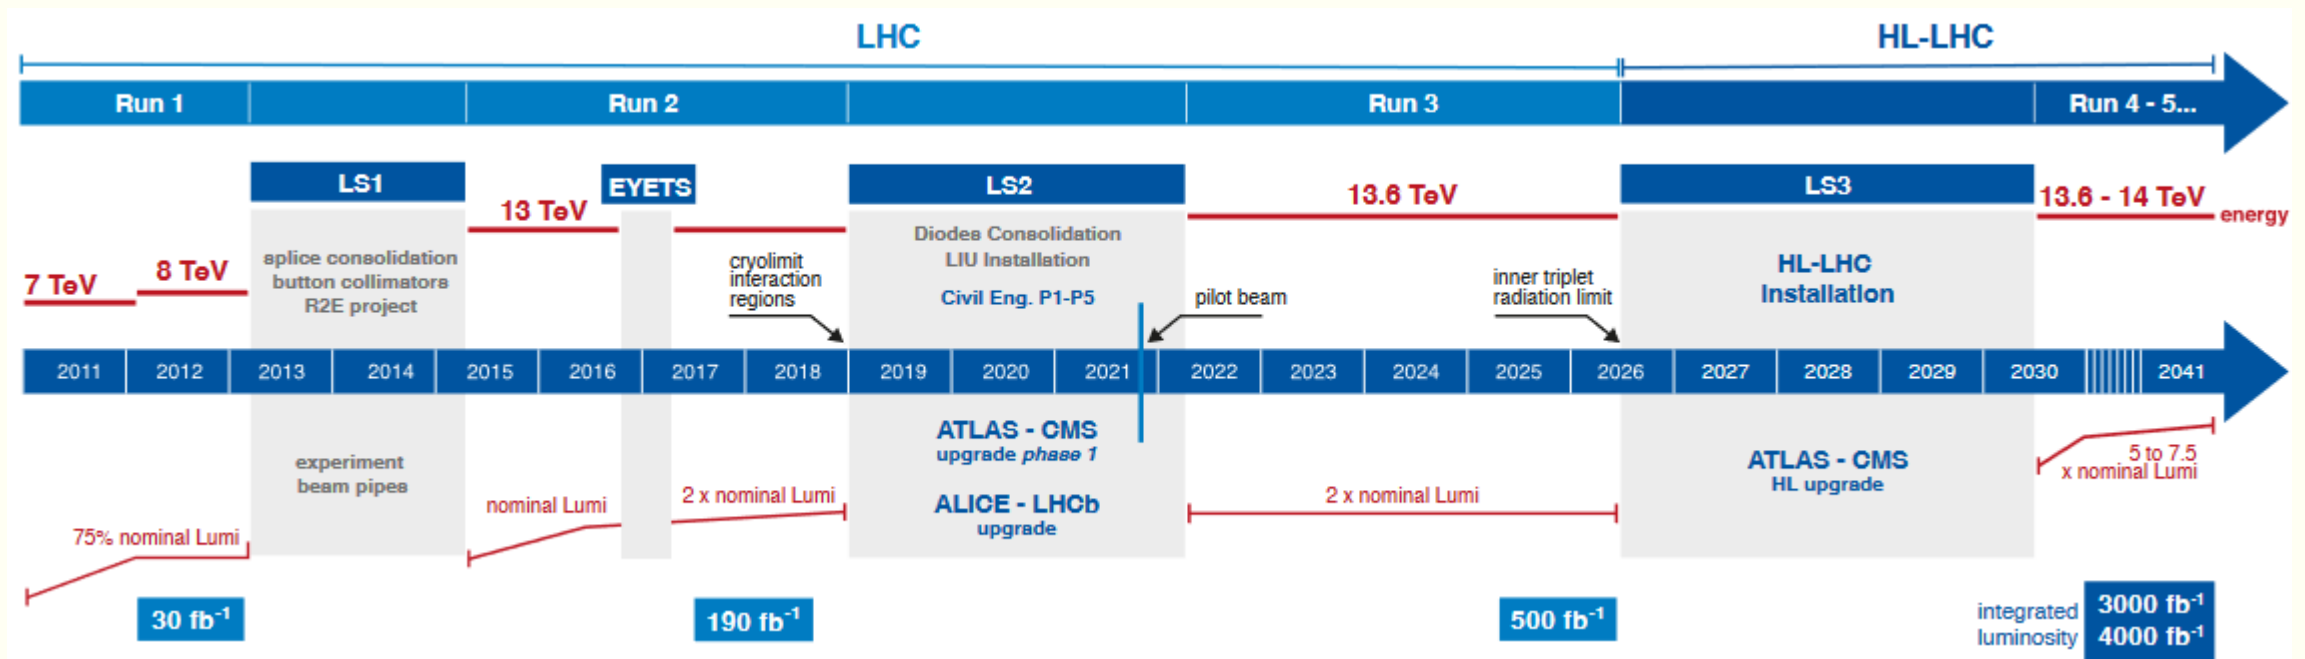 LHC
HL-LHC
Run 1
Run 2
Run 3
Run 4 - 5...
LS1
EYETS
LS2
LS3
13 TeV
13.6 TeV
13.6 - 14 TeV
energy
7 TeV
8 TeV
splice consolidation
button collimators
R2E project
cryolimit
interaction
regions
Diodes Consolidation
LIU Installation
Civil Eng. P1-P5
pilot beam
inner triplet
radiation limit
HL-LHC
Installation
2011
2012
2013
2014
2015
2016
2017
2018
2019
2020
2021
2022
2023
2024
2025
2026
2027
2028
2029
2030
2041
experiment
beam pipes
ATLAS - CMS
upgrade phase 1
ALICE - LHCb
upgrade
ATLAS - CMS
HL upgrade
75% nominal Lumi
nominal Lumi
2 x nominal Lumi
2 x nominal Lumi
5 to 7.5
x nominal Lumi
30 fb⁻¹
190 fb⁻¹
500 fb⁻¹
integrated
luminosity
3000 fb⁻¹
4000 fb⁻¹